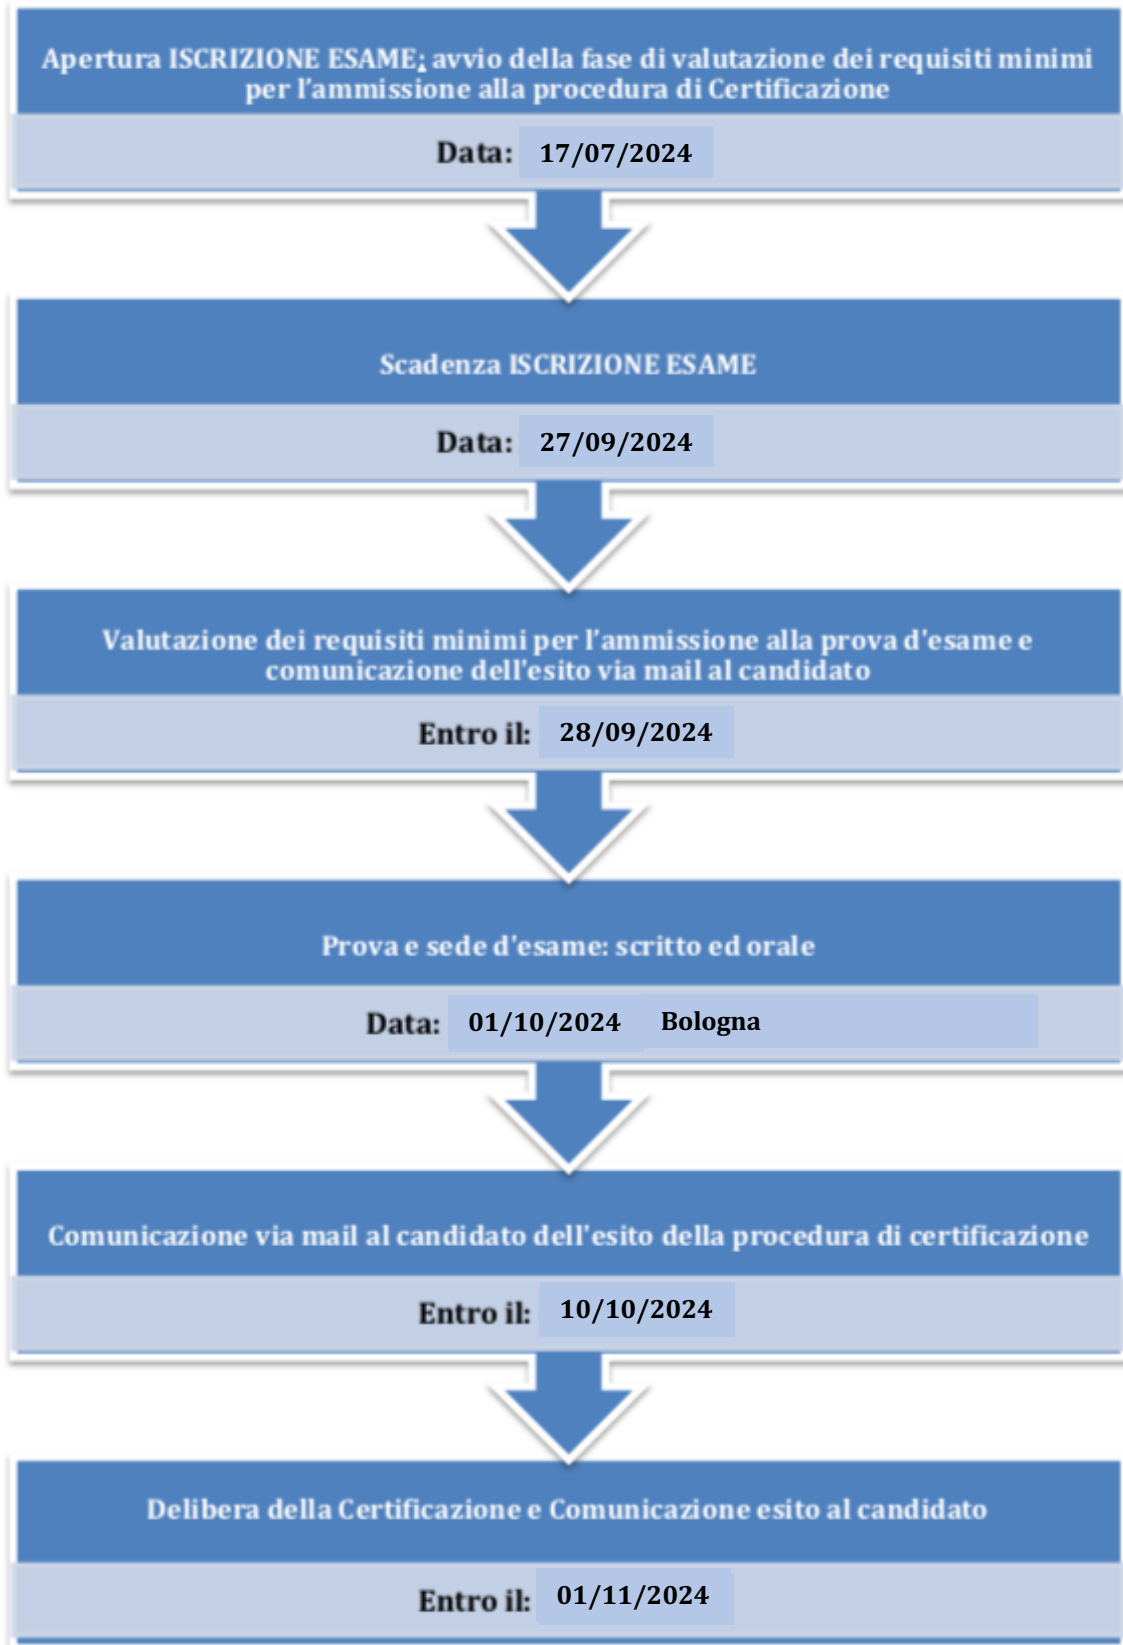 Apertura ISCRIZIONE ESAME; avvio della fase di valutazione dei requisiti minimi
per l'ammissione alla procedura di Certificazione
Data: 17/07/2024
Scadenza ISCRIZIONE ESAME
Data: 27/09/2024
Valutazione dei requisiti minimi per l'ammissione alla prova d'esame e
comunicazione dell'esito via mail al candidato
Entro il: 28/09/2024
Prova e sede d'esame: scritto ed orale
Data: 01/10/2024 Bologna
Comunicazione via mail al candidato dell'esito della procedura di certificazione
Entro il: 10/10/2024
Delibera della Certificazione e Comunicazione esito al candidato
Entro il: 01/11/2024